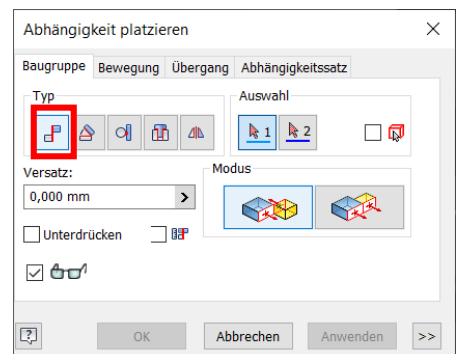 Abhängigkeit platzieren
Baugruppe Bewegung Übergang Abhängigkeitssatz
Typ
Auswahl
1 2
Versatz:
Modus
0,000 mm >
Unterdrücken
? OK Abbrechen Anwenden >>